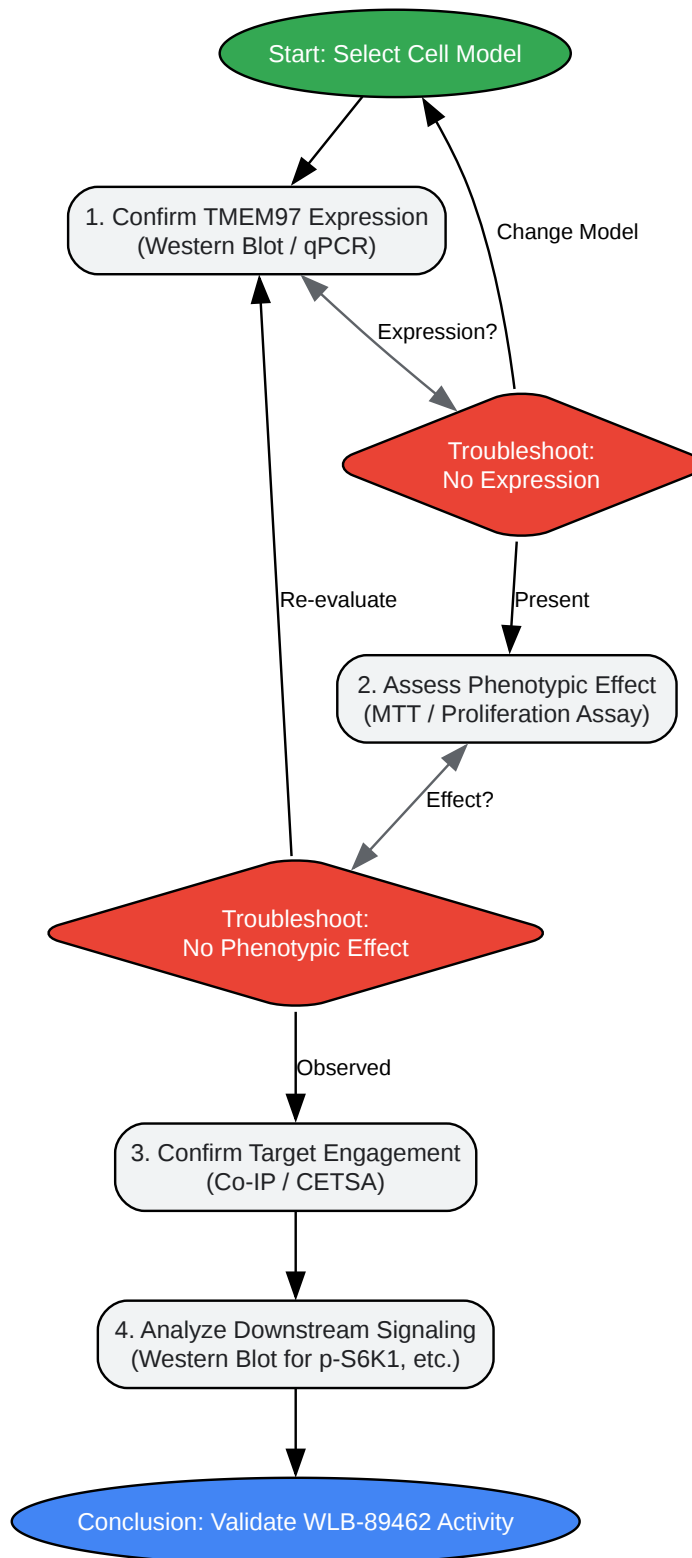 Start: Select Cell Model
1. Confirm TMEM97 Expression
(Western Blot / qPCR)
Change Model
Expression?
Troubleshoot:
No Expression
Re-evaluate
Present
2. Assess Phenotypic Effect
(MTT / Proliferation Assay)
Effect?
Troubleshoot:
No Phenotypic Effect
Observed
3. Confirm Target Engagement
(Co-IP / CETSA)
4. Analyze Downstream Signaling
(Western Blot for p-S6K1, etc.)
Conclusion: Validate WLB-89462 Activity